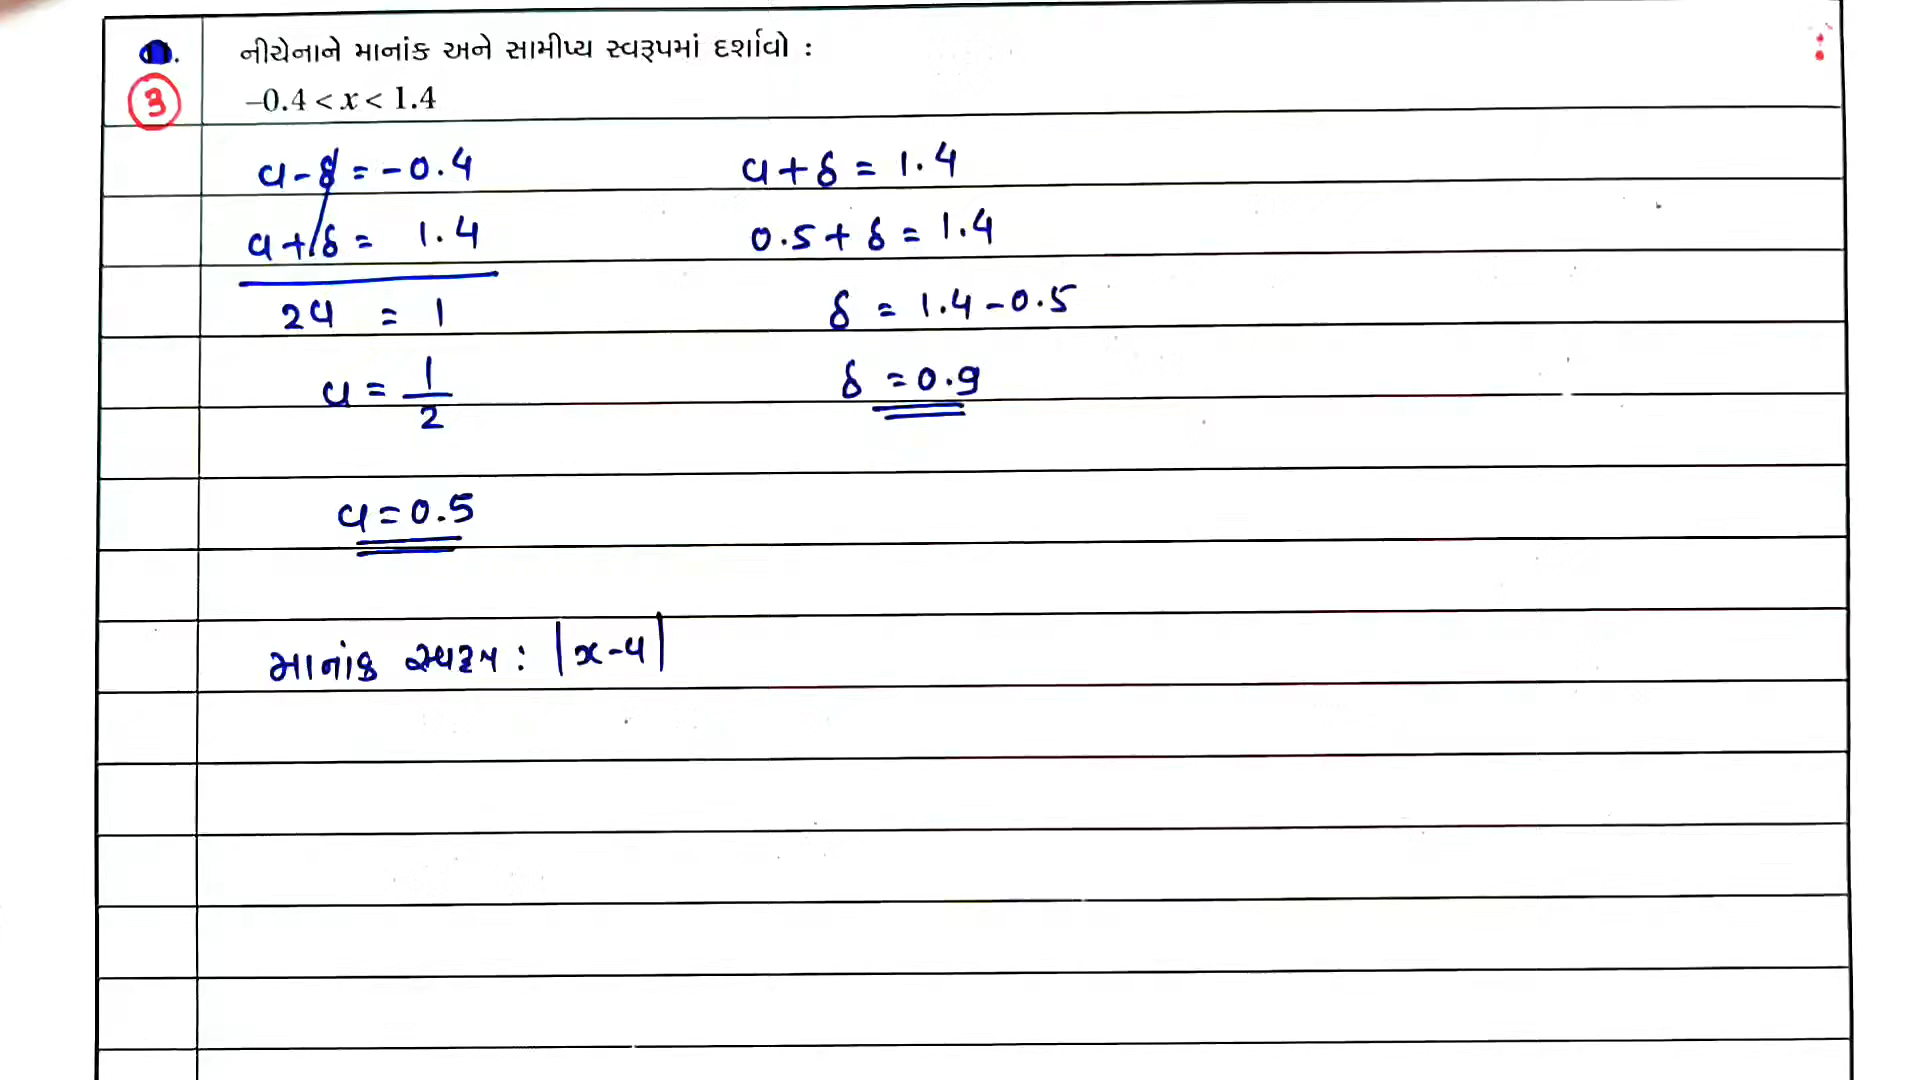 નીચેનાને માનાંક અને સામીપ્ય સ્વરૂપમાં દર્શાવો :
3
–0.4 < x < 1.4
a - δ = -0.4
a + δ = 1.4
2a = 1
a = 1/2
a = 0.5
a + δ = 1.4
0.5 + δ = 1.4
δ = 1.4 - 0.5
δ = 0.9
માનાંક સ્વરૂપ : |x-a|